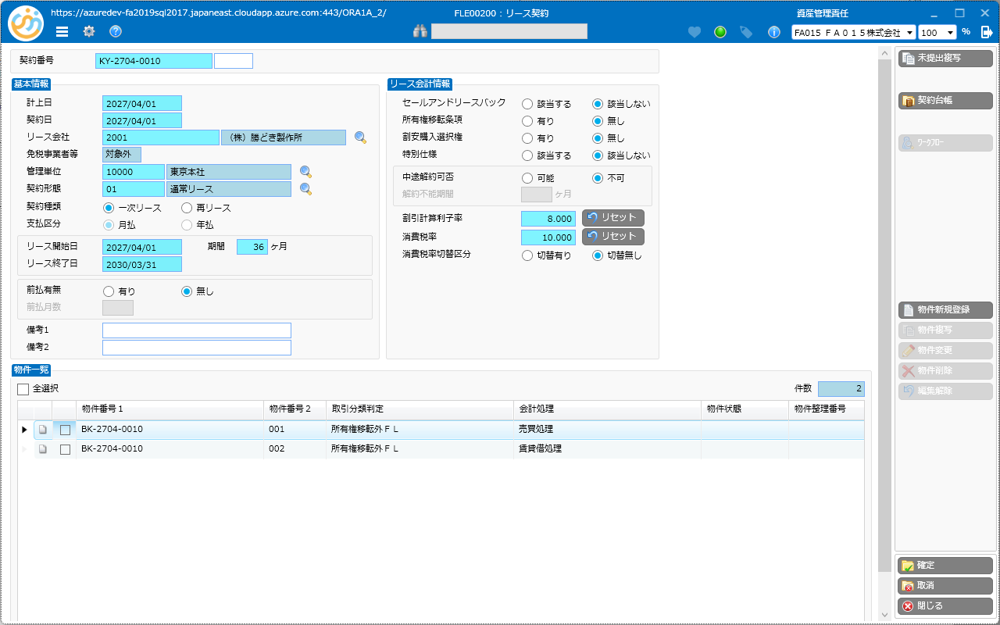 https://azuredev-fa2019sql2017.japaneast.cloudapp.azure.com:443/ORA1A_2/
FLE00200：リース契約
資産管理責任
FA015 ＦＡ０１５株式会社
100
%
契約番号 KY-2704-0010
基本情報
計上日 2027/04/01
契約日 2027/04/01
リース会社 2001 （株）勝どき製作所
免税事業者等 対象外
管理単位 10000 東京本社
契約形態 01 通常リース
契約種類 一次リース 再リース
支払区分 月払 年払
リース開始日 2027/04/01 期間 36 ヶ月
リース終了日 2030/03/31
前払有無 有り 無し
前払月数
備考1
備考2
リース会計情報
セールアンドリースバック 該当する 該当しない
所有権移転条項 有り 無し
割安購入選択権 有り 無し
特別仕様 該当する 該当しない
中途解約可否 可能 不可
解約不能期間 ヶ月
割引計算利子率 8.000 リセット
消費税率 10.000 リセット
消費税率切替区分 切替有り 切替無し
物件一覧
全選択
件数 2
物件番号１ 物件番号２ 取引分類判定 会計処理 物件状態 物件整理番号
BK-2704-0010 001 所有権移転外ＦＬ 売買処理
BK-2704-0010 002 所有権移転外ＦＬ 賃貸借処理
未提出複写
契約台帳
ﾜｰｸﾌﾛｰ
物件新規登録
物件複写
物件変更
物件削除
編集解除
確定
取消
閉じる